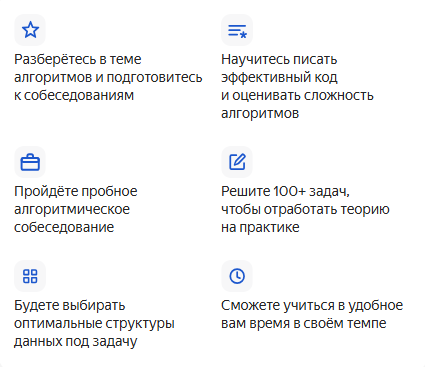 Разберётесь в теме
алгоритмов и подготовитесь
к собеседованиям
Научитесь писать
эффективный код
и оценивать сложность
алгоритмов
Пройдёте пробное
алгоритмическое
собеседование
Решите 100+ задач,
чтобы отработать теорию
на практике
Будете выбирать
оптимальные структуры
данных под задачу
Сможете учиться в удобное
вам время в своём темпе